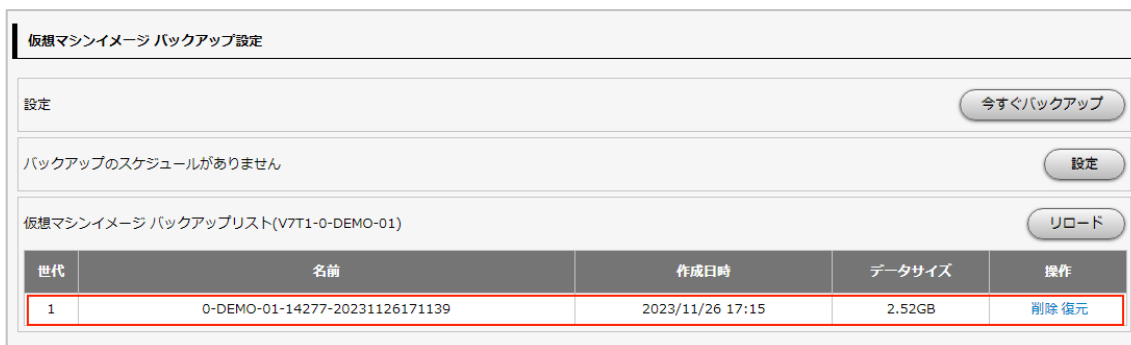 仮想マシンイメージ バックアップ設定
設定 今すぐバックアップ
バックアップのスケジュールがありません 設定
仮想マシンイメージ バックアップリスト(V7T1-0-DEMO-01) リロード
世代 名前 作成日時 データサイズ 操作
1 0-DEMO-01-14277-20231126171139 2023/11/26 17:15 2.52GB 削除 復元